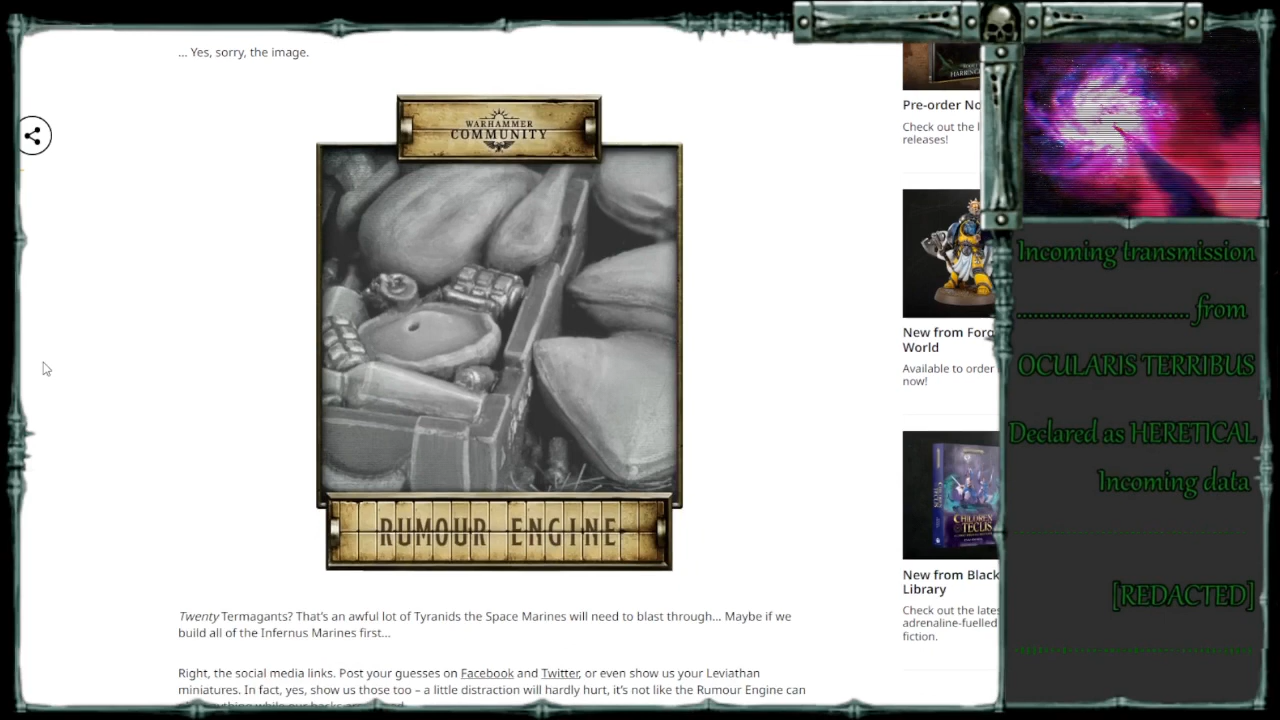 ... Yes, sorry, the image.
WARHAMMER
COMMUNITY
RUMOUR ENGINE
Twenty Termagants? That's an awful lot of Tyranids the Space Marines will need to blast through... Maybe if we
build all of the Infernus Marines first...
Right, the social media links. Post your guesses on Facebook and Twitter, or even show us your Leviathan
miniatures. In fact, yes, show us those too – a little distraction will hardly hurt, it's not like the Rumour Engine can
Pre-order No
Check out the l
releases!
New from Forg
World
Available to order
now!
CHILDREN
TECLIS
New from Black
Library
Check out the lates
adrenaline-fuelled
fiction.
Incoming transmission
.............................. from
OCULARIS TERRIBUS
Declared as HERETICAL
Incoming data
[REDACTED]